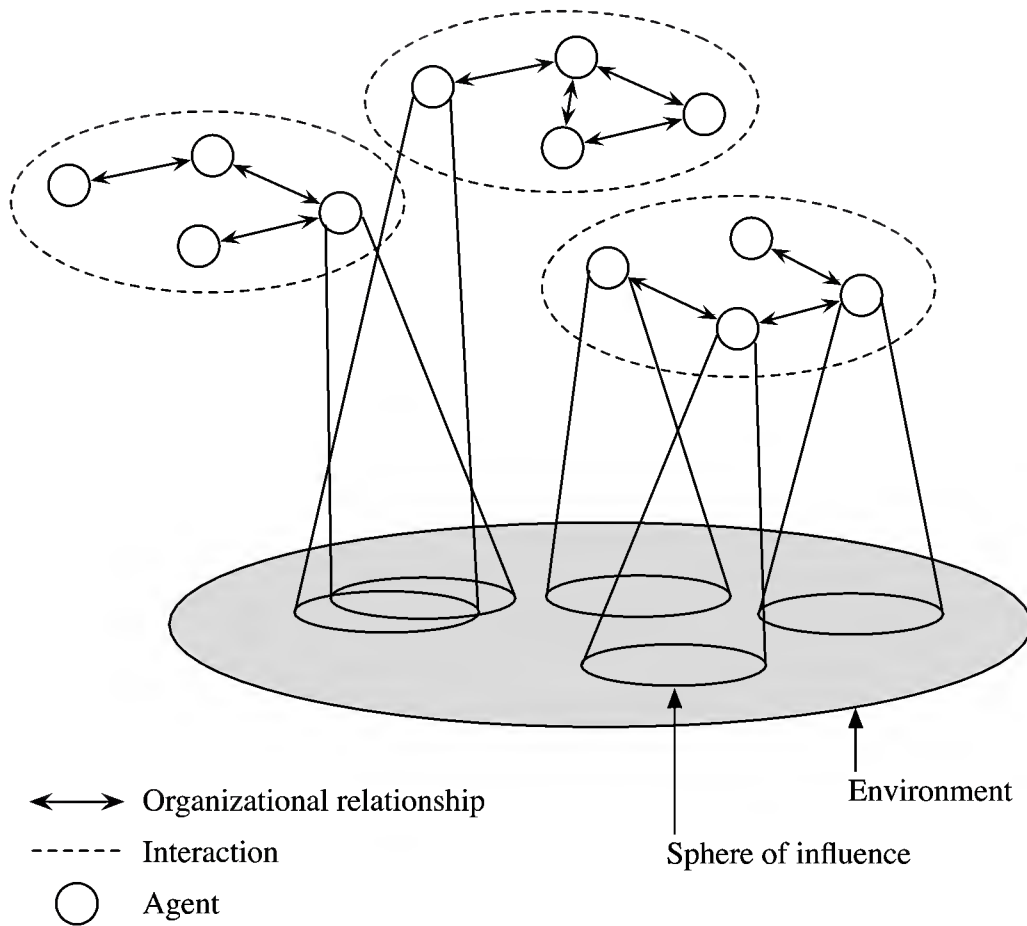 Environment
Organizational relationship
Sphere of influence
Interaction
Agent